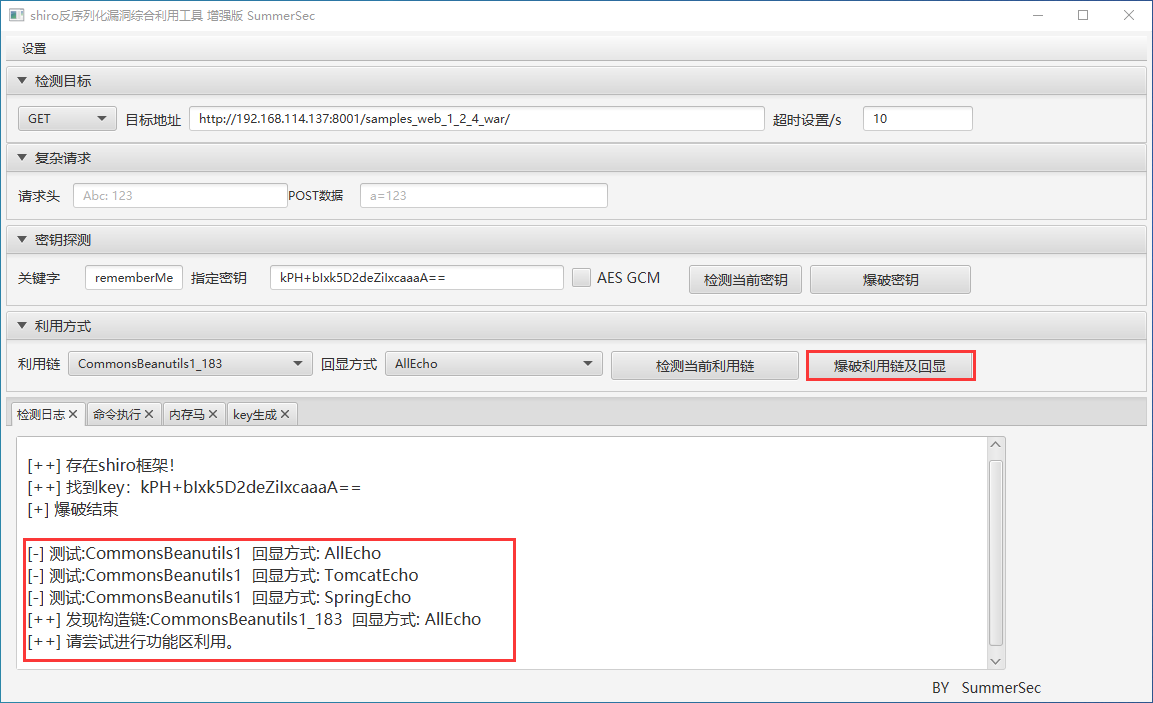 shiro反序列化漏洞综合利用工具 增强版 SummerSec
设置
检测目标
GET 目标地址 http://192.168.114.137:8001/samples_web_1_2_4_war/ 超时设置/s 10
复杂请求
请求头 Abc: 123 POST数据 a=123
密钥探测
关键字 rememberMe 指定密钥 kPH+bIxk5D2deZiIxcaaaA== AES GCM 检测当前密钥 爆破密钥
利用方式
利用链 CommonsBeanutils1_183 回显方式 AllEcho 检测当前利用链 爆破利用链及回显
检测日志 命令执行 内存马 key生成
[++] 存在shiro框架!
[++] 找到key：kPH+bIxk5D2deZiIxcaaaA==
[+] 爆破结束
[-] 测试:CommonsBeanutils1 回显方式: AllEcho
[-] 测试:CommonsBeanutils1 回显方式: TomcatEcho
[-] 测试:CommonsBeanutils1 回显方式: SpringEcho
[++] 发现构造链:CommonsBeanutils1_183 回显方式: AllEcho
[++] 请尝试进行功能区利用。
BY SummerSec